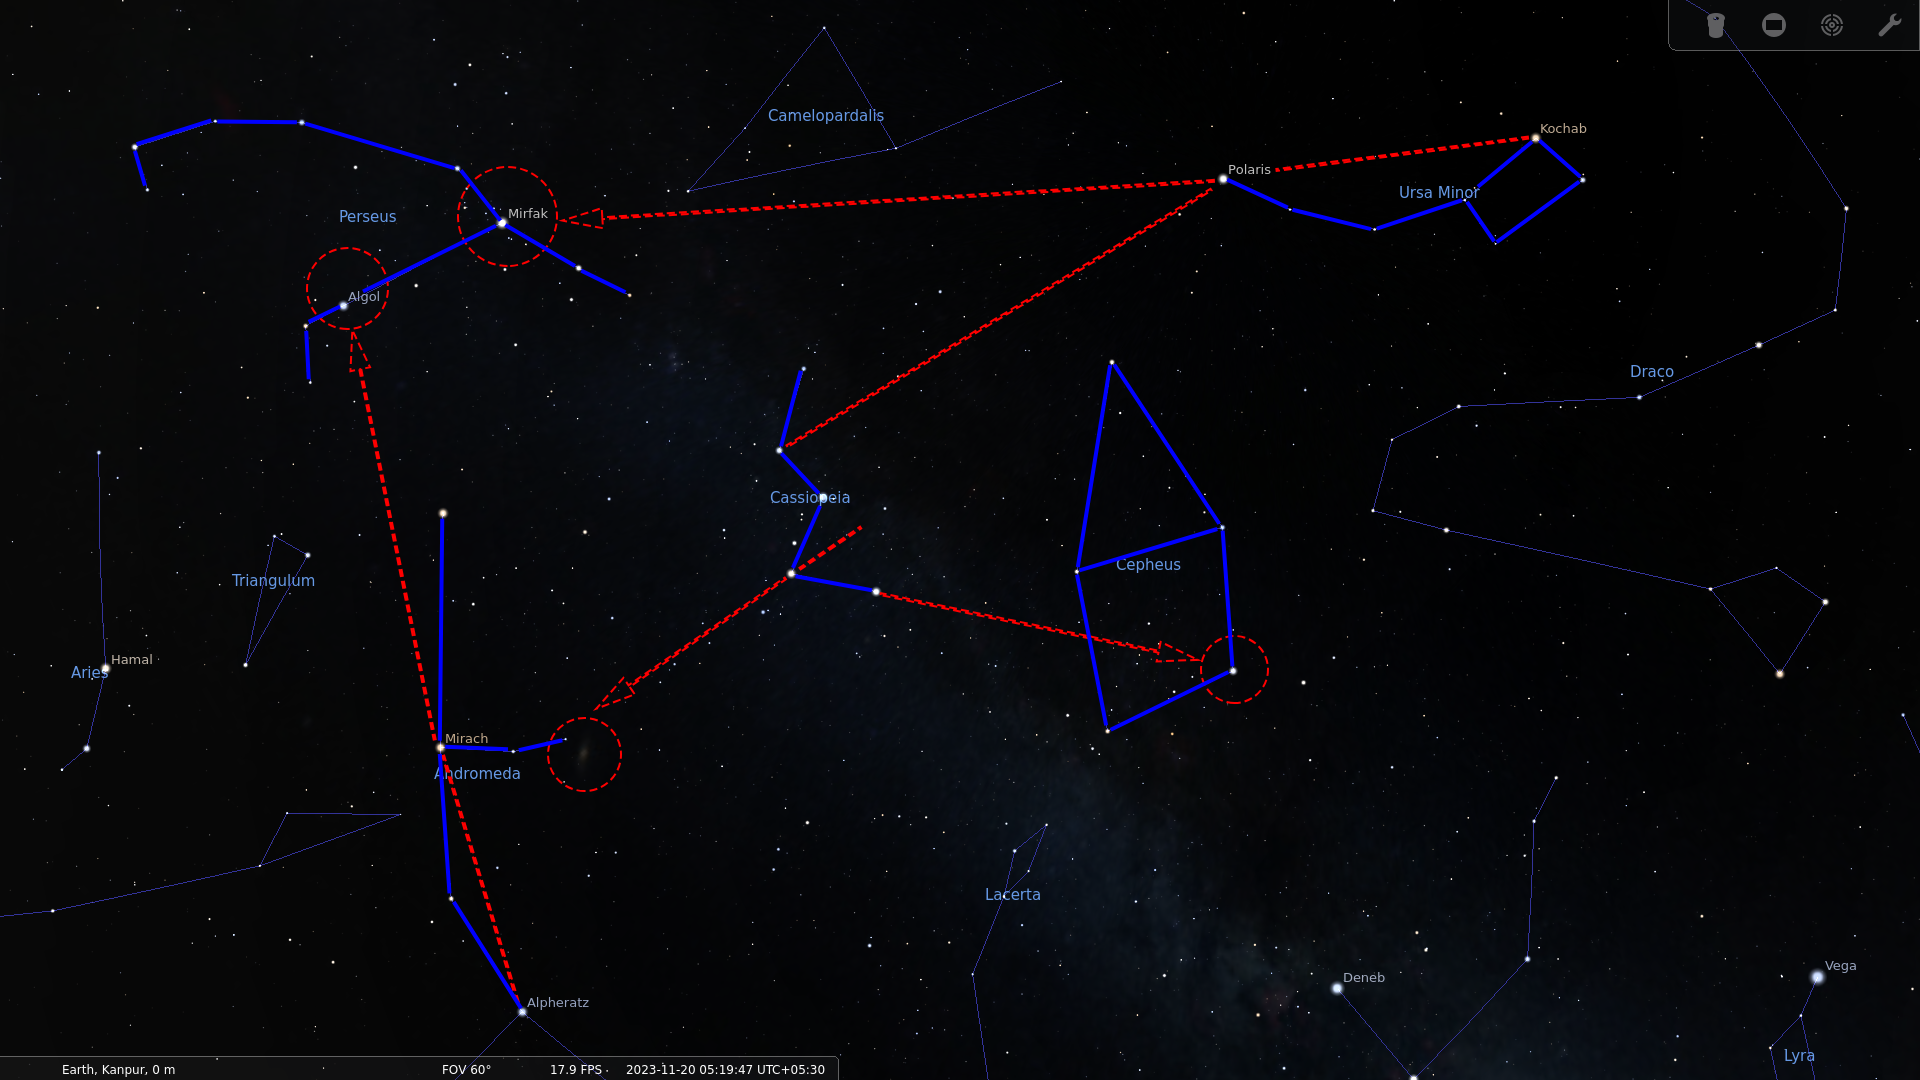 Camelopardalis
Kochab
Polaris
Ursa Minor
Mirfak
Perseus
Algol
Draco
Cassiopeia
Cepheus
Triangulum
Hamal
Aries
Mirach
Andromeda
Lacerta
Deneb
Vega
Alpheratz
Lyra
Earth, Kanpur, 0 m FOV 60° 17.9 FPS 2023-11-20 05:19:47 UTC+05:30